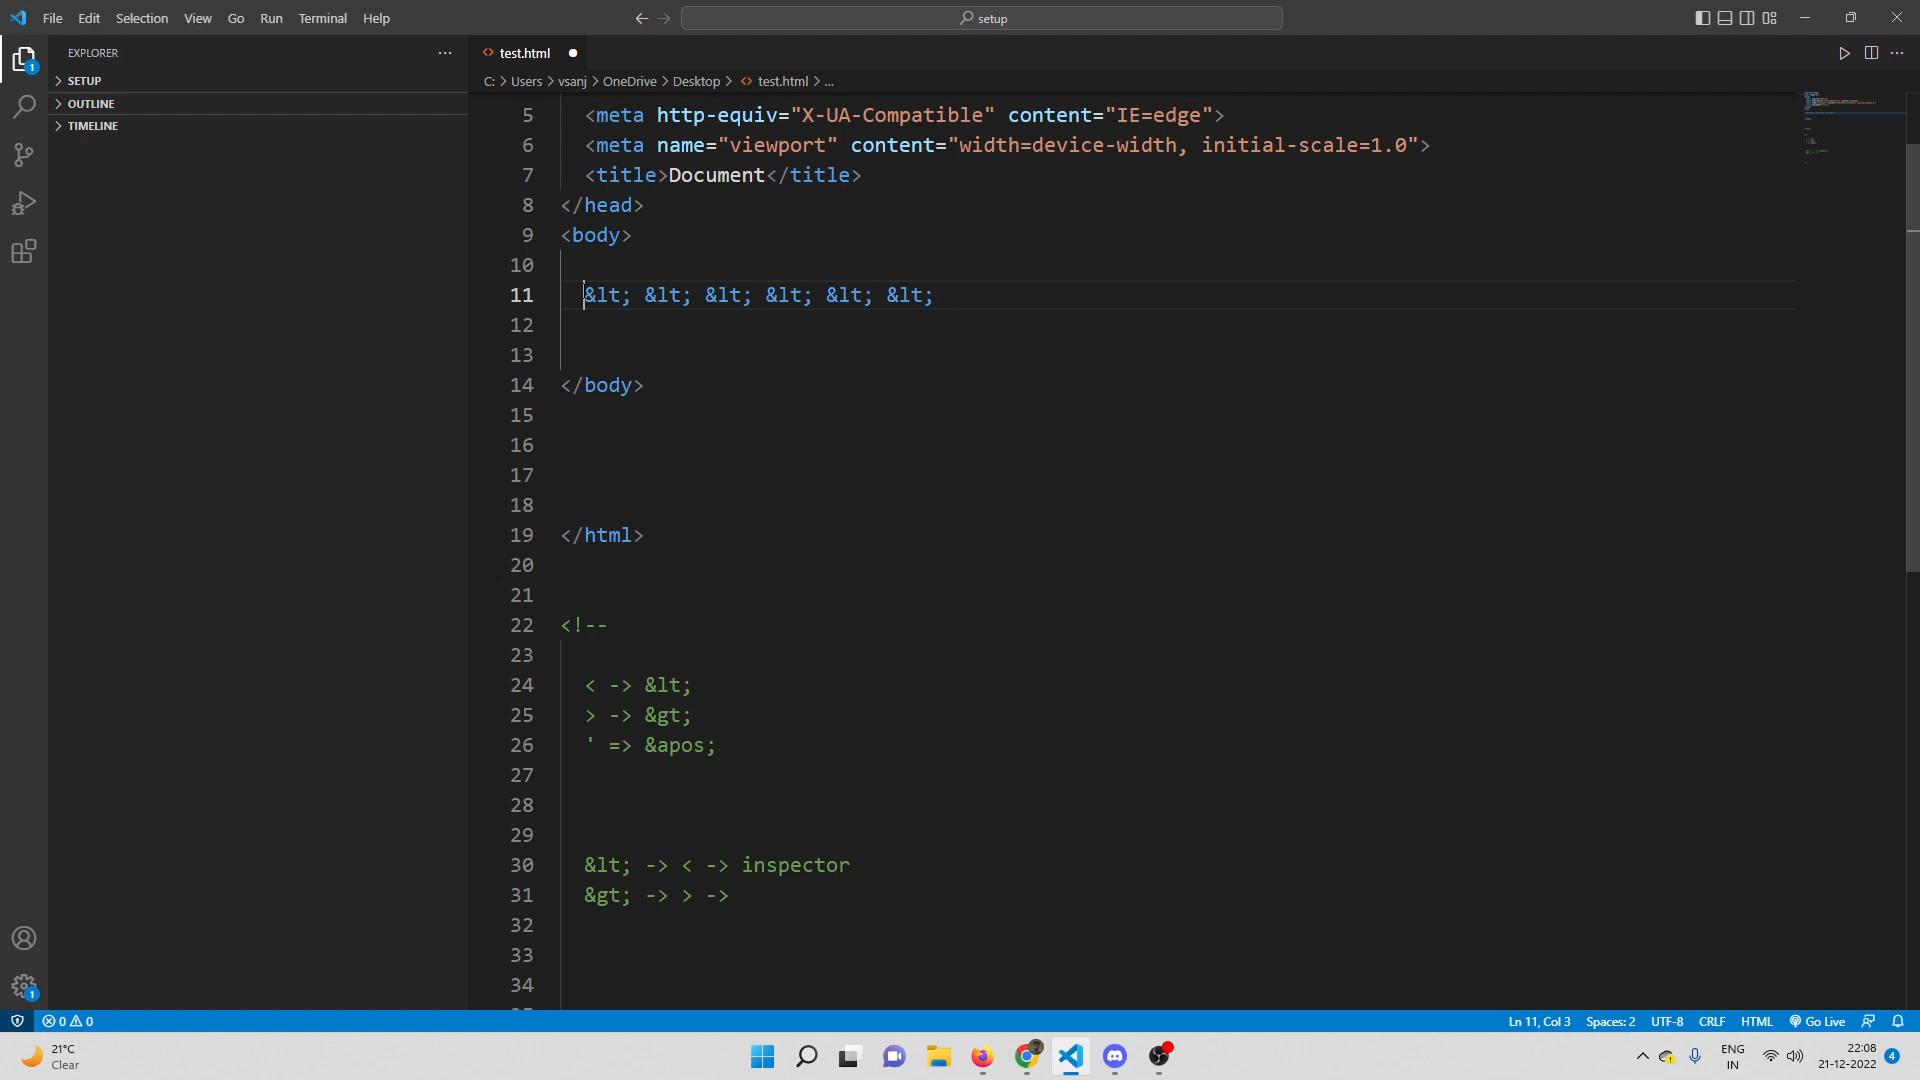 File Edit Selection View Go Run Terminal Help
setup
EXPLORER
1
SETUP
OUTLINE
TIMELINE
test.html
C: > Users > vsanj > OneDrive > Desktop > test.html > ...
5 <meta http-equiv="X-UA-Compatible" content="IE=edge">
6 <meta name="viewport" content="width=device-width, initial-scale=1.0">
7 <title>Document</title>
8 </head>
9 <body>
10
11 &lt; &lt; &lt; &lt; &lt; &lt;
12
13
14 </body>
15
16
17
18
19 </html>
20
21
22 <!--
23
24 < -> &lt;
25 > -> &gt;
26 ' => &apos;
27
28
29
30 &lt; -> < -> inspector
31 &gt; -> > ->
32
33
34
1
0 0
Ln 11, Col 3 Spaces: 2 UTF-8 CRLF HTML Go Live
21°C
Clear
ENG
IN
22:08
21-12-2022
4